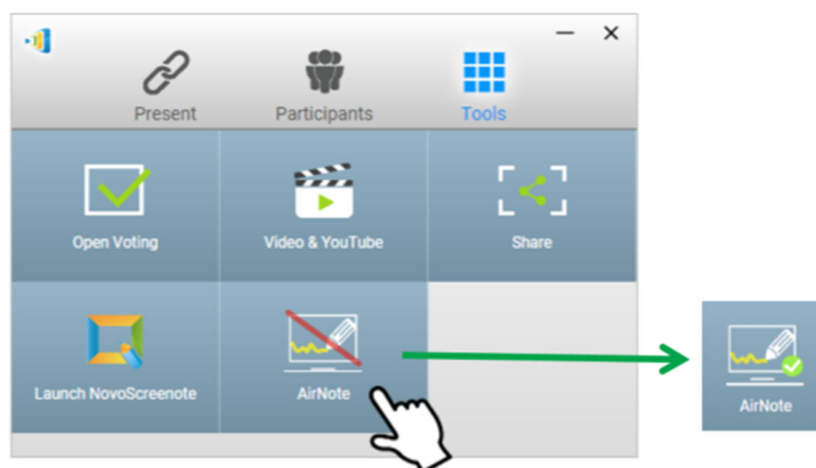 Present Participants Tools
Open Voting Video & YouTube Share
Launch NovoScreenote AirNote
AirNote